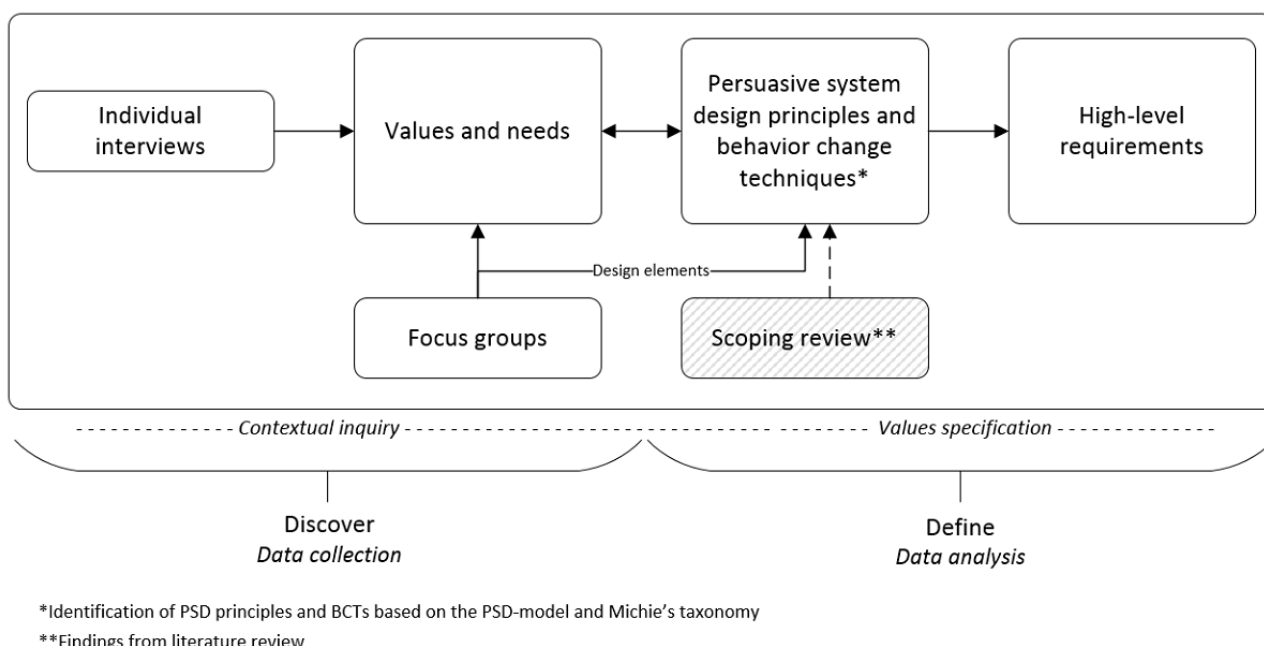 Individual
interviews
Values and needs
Persuasive system
design principles and
behavior change
techniques*
High-level
requirements
Design elements
Focus groups
Scoping review**
Contextual inquiry
Values specification
Discover
Data collection
Define
Data analysis
*Identification of PSD principles and BCTs based on the PSD-model and Michie's taxonomy
**Findings from literature review